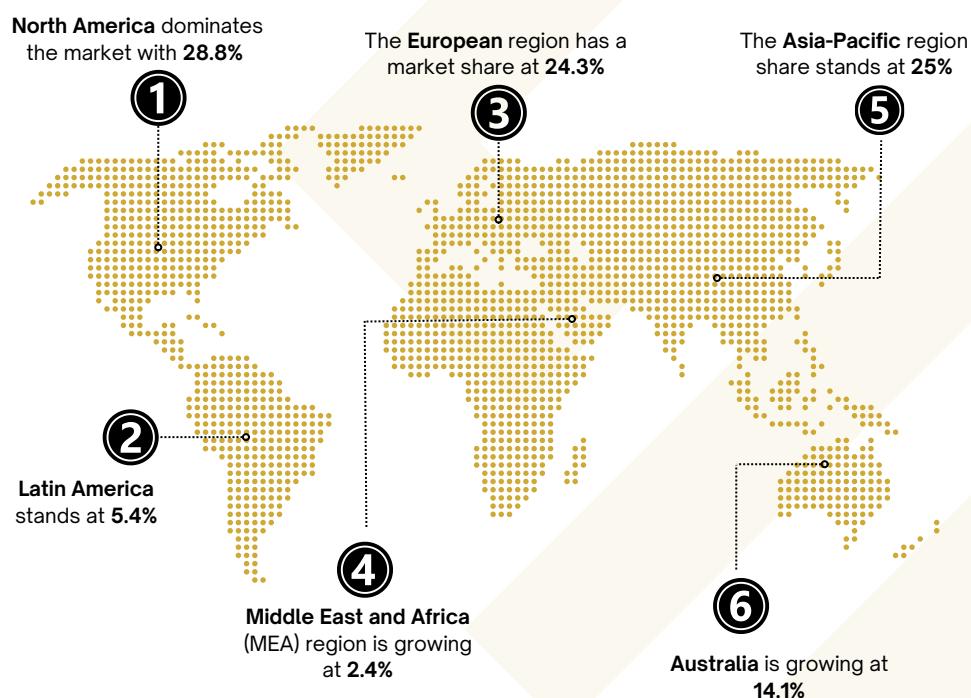 North America dominates
the market with 28.8%
1
The European region has a
market share at 24.3%
3
The Asia-Pacific region
share stands at 25%
5
2
Latin America
stands at 5.4%
4
Middle East and Africa
(MEA) region is growing
at 2.4%
6
Australia is growing at
14.1%